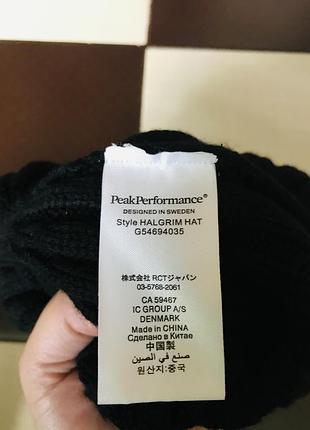 PeakPerformance®
DESIGNED IN SWEDEN
Style HALGRIM HAT
G54694035
株式会社 RCTジャパン
03-5768-2061
CA 59467
IC GROUP A/S
DENMARK
Made in CHINA
Сделано в Китае
中国製
صنع في الصين
원산지:중국